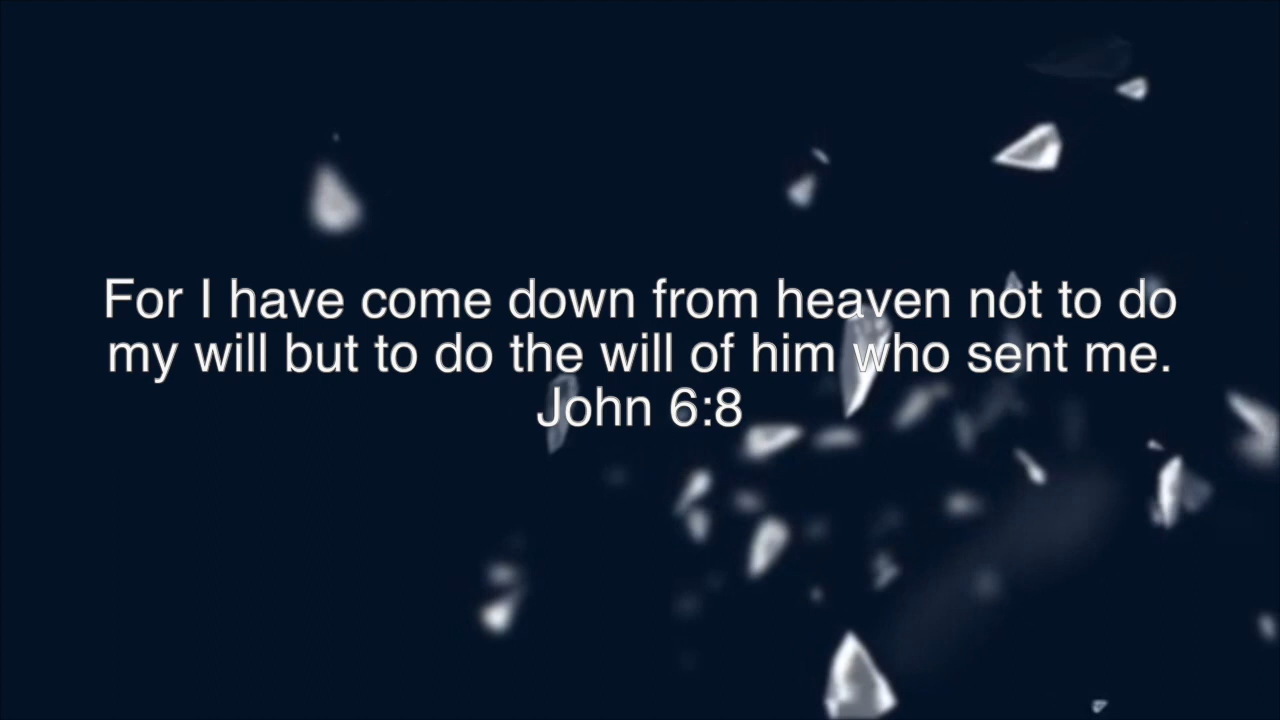 For I have come down from heaven not to do
my will but to do the will of him who sent me.
John 6:8